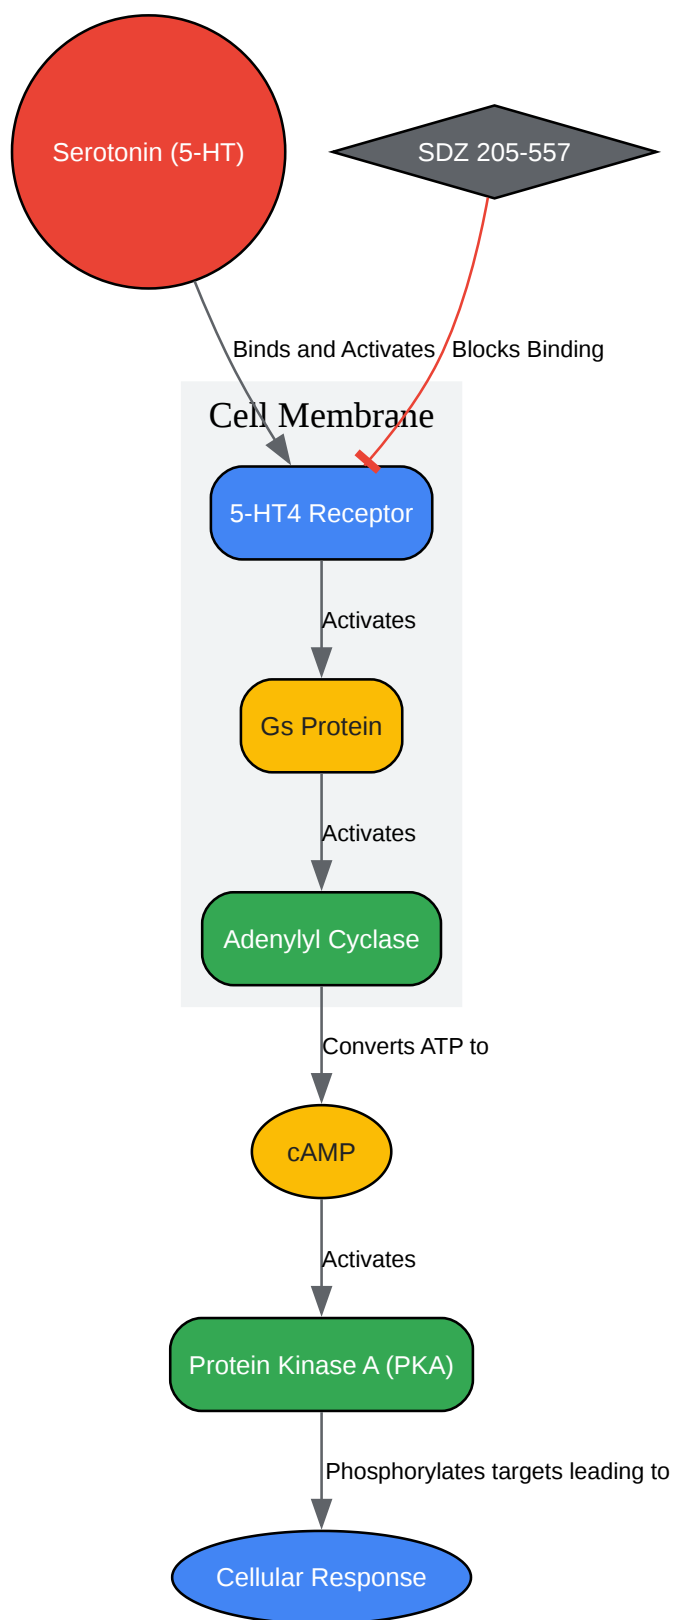 Serotonin (5-HT)
SDZ 205-557
Binds and Activates
Blocks Binding
Cell Membrane
5-HT4 Receptor
Activates
Gs Protein
Activates
Adenylyl Cyclase
Converts ATP to
cAMP
Activates
Protein Kinase A (PKA)
Phosphorylates targets leading to
Cellular Response